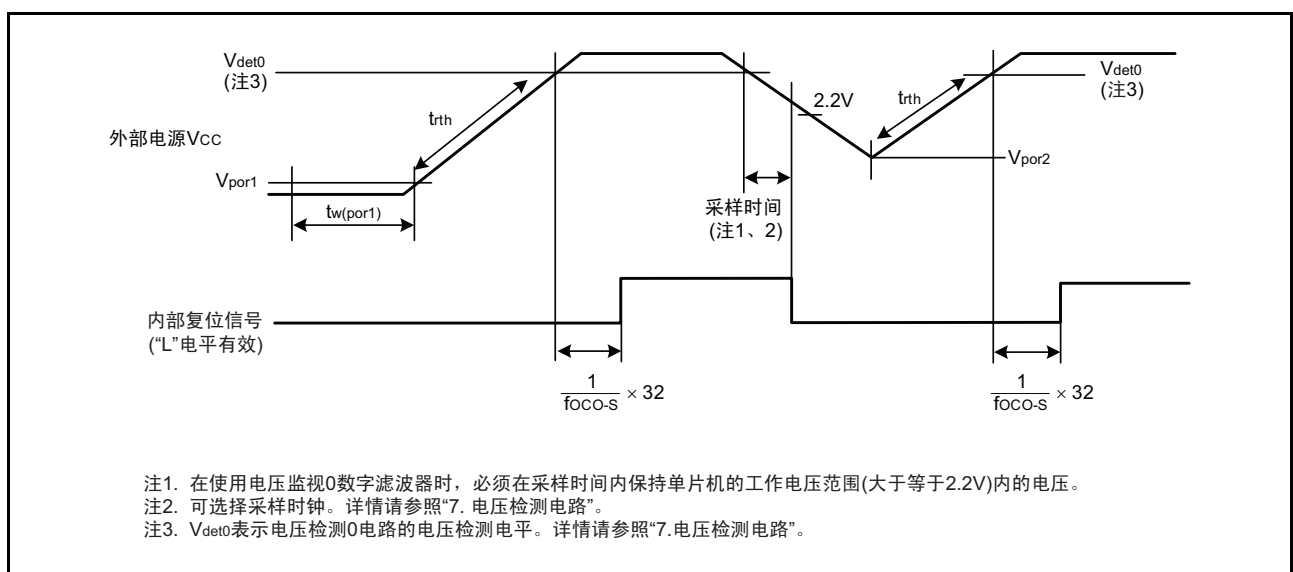 Vdet0
(注3)
trth
外部电源VCC
Vpor1
tw(por1)
2.2V
trth
Vdet0
(注3)
Vpor2
采样时间
(注1、2)
内部复位信号
(“L”电平有效)
1
fOCO-S × 32
1
fOCO-S × 32
注1. 在使用电压监视0数字滤波器时，必须在采样时间内保持单片机的工作电压范围(大于等于2.2V)内的电压。
注2. 可选择采样时钟。详情请参照“7. 电压检测电路”。
注3. Vdet0表示电压检测0电路的电压检测电平。详情请参照“7.电压检测电路”。